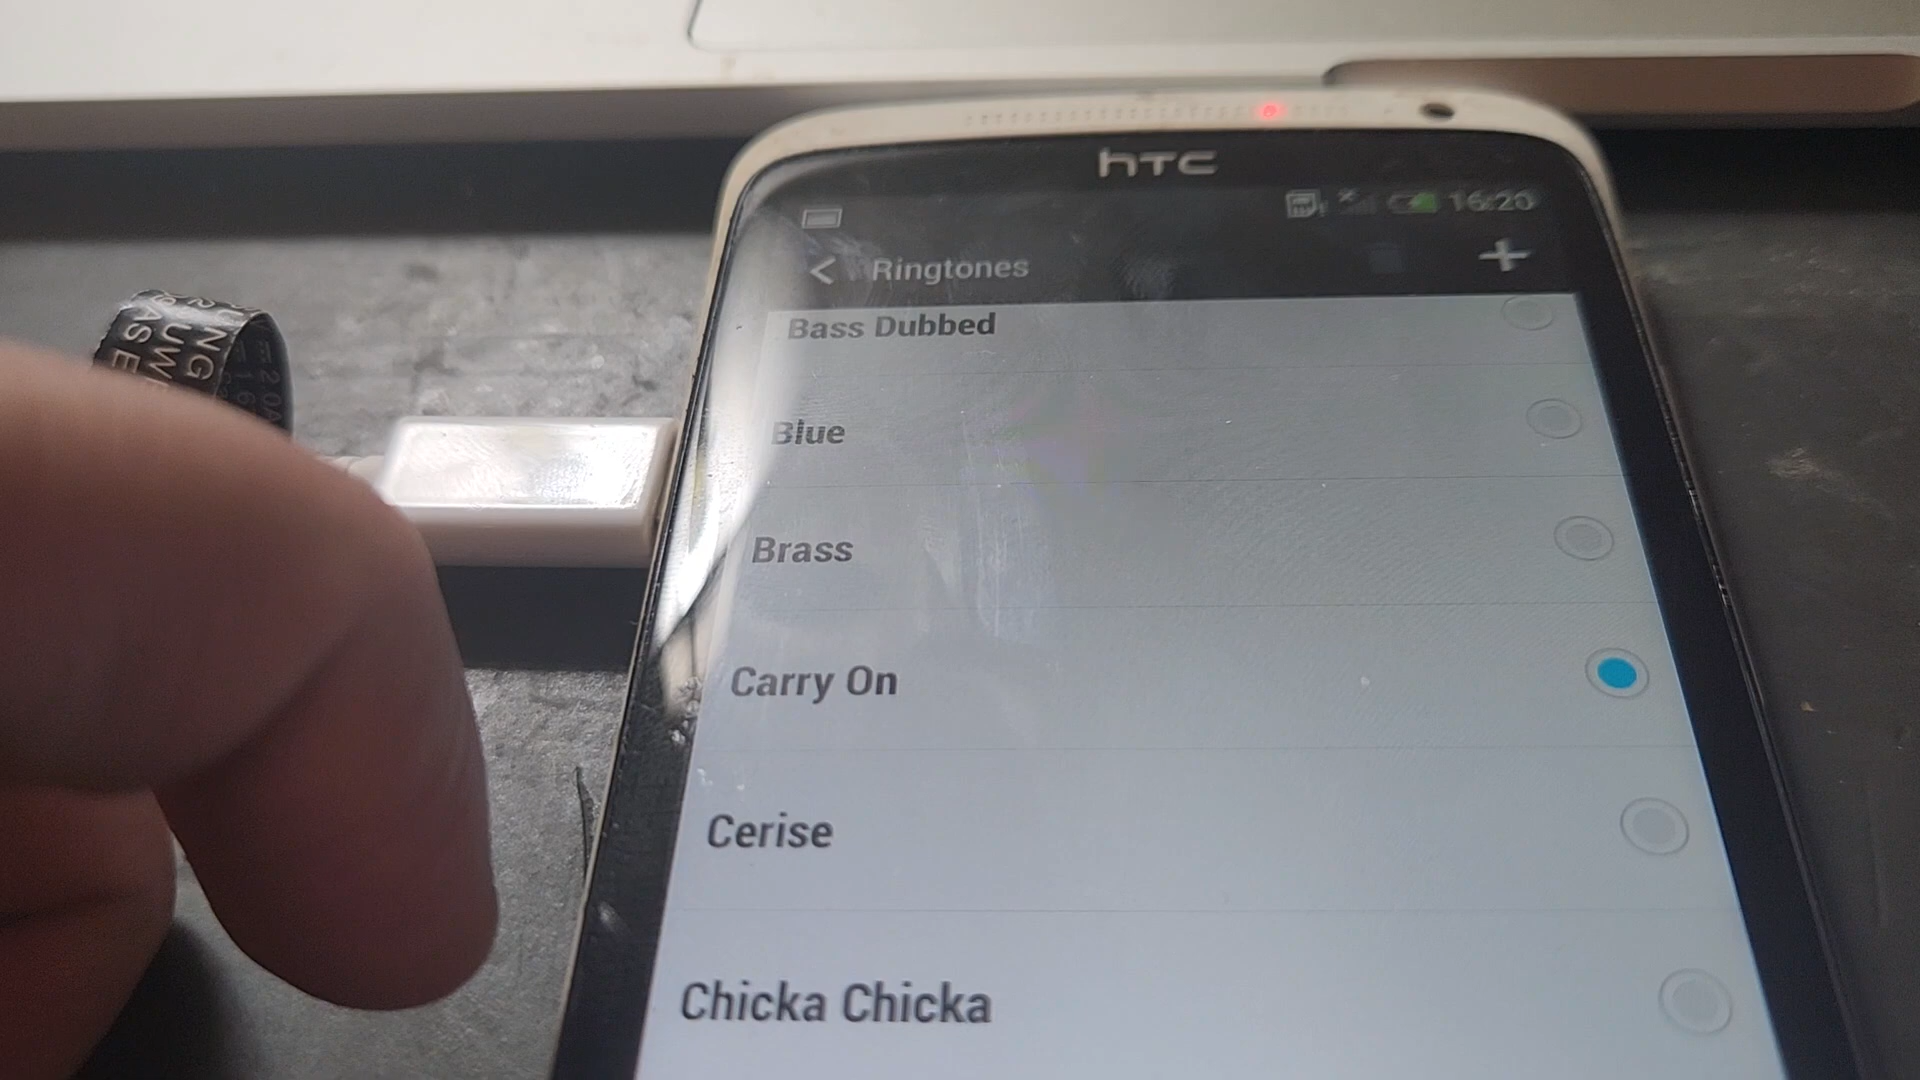 htc
16:20
Ringtones
Bass Dubbed
Blue
Brass
Carry On
Cerise
Chicka Chicka